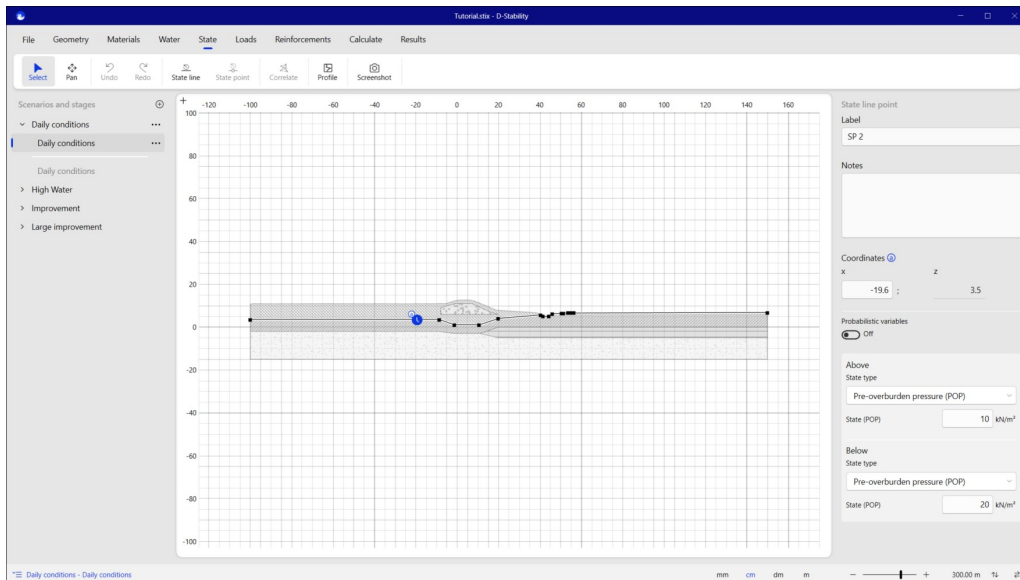 Tutorial.stix - D-Stability
File Geometry Materials Water State Loads Reinforcements Calculate Results
Select Pan Undo Redo State line State point Correlate Profile Screenshot
Scenarios and stages
Daily conditions
Daily conditions
Daily conditions
High Water
Improvement
Large improvement
-120 -100 -80 -60 -40 -20 0 20 40 60 80 100 120 140 160
100
80
60
40
20
0
-20
-40
-60
-80
-100
State line point
Label
SP 2
Notes
Coordinates
x z
-19.6 ; 3.5
Probabilistic variables
Off
Above
State type
Pre-overburden pressure (POP)
State (POP) 10 kN/m²
Below
State type
Pre-overburden pressure (POP)
State (POP) 20 kN/m²
Daily conditions - Daily conditions
mm cm dm m
300.00 m